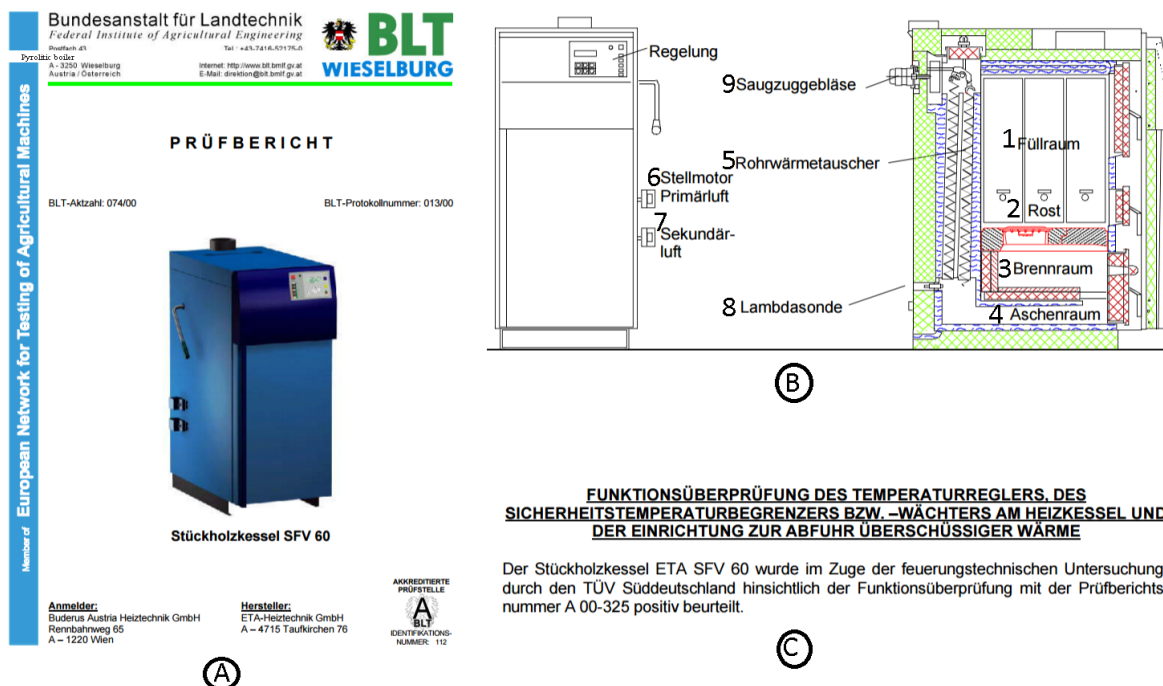 Bundesanstalt für Landtechnik
Federal Institute of Agricultural Engineering
Postfach 43 Tel.: +43-7416-52175-0
Pyrolitic boiler
A - 3250 Wieselburg Internet: http://www.blt.bmlf.gv.at
Austria / Österreich E-Mail: direktion@blt.bmlf.gv.at
BLT
WIESELBURG
Member of European Network for Testing of Agricultural Machines
PRÜFBERICHT
BLT-Aktzahl: 074/00 BLT-Protokollnummer: 013/00
Stückholzkessel SFV 60
Anmelder:
Buderus Austria Heiztechnik GmbH
Rennbahnweg 65
A – 1220 Wien
Hersteller:
ETA-Heiztechnik GmbH
A – 4715 Taufkirchen 76
AKKREDITIERTE
PRÜFSTELLE
A
BLT
IDENTIFIKATIONS-
NUMMER: 112
A
Regelung
9 Saugzuggebläse
1 Füllraum
5 Rohrwärmetauscher
6 Stellmotor
Primärluft
2 Rost
7 Sekundär-
luft
3 Brennraum
8 Lambdasonde
4 Aschenraum
B
FUNKTIONSÜBERPRÜFUNG DES TEMPERATURREGLERS, DES
SICHERHEITSTEMPERATURBEGRENZERS BZW. –WÄCHTERS AM HEIZKESSEL UND
DER EINRICHTUNG ZUR ABFUHR ÜBERSCHÜSSIGER WÄRME
Der Stückholzkessel ETA SFV 60 wurde im Zuge der feuerungstechnischen Untersuchung
durch den TÜV Süddeutschland hinsichtlich der Funktionsüberprüfung mit der Prüfberichts
nummer A 00-325 positiv beurteilt.
C